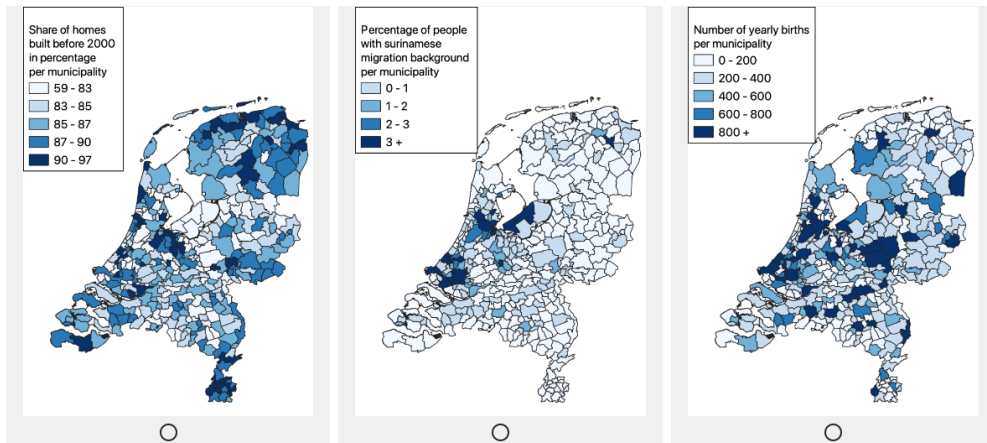 Share of homes
built before 2000
in percentage
per municipality
59 - 83
83 - 85
85 - 87
87 - 90
90 - 97
Percentage of people
with surinamese
migration background
per municipality
0 - 1
1 - 2
2 - 3
3 +
Number of yearly births
per municipality
0 - 200
200 - 400
400 - 600
600 - 800
800 +